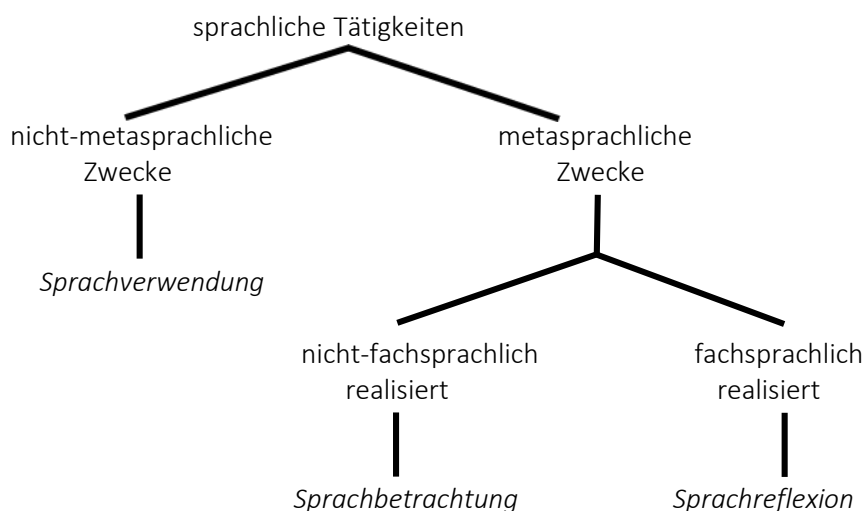 sprachliche Tätigkeiten
nicht-metasprachliche
Zwecke
metasprachliche
Zwecke
Sprachverwendung
nicht-fachsprachlich
realisiert
fachsprachlich
realisiert
Sprachbetrachtung
Sprachreflexion